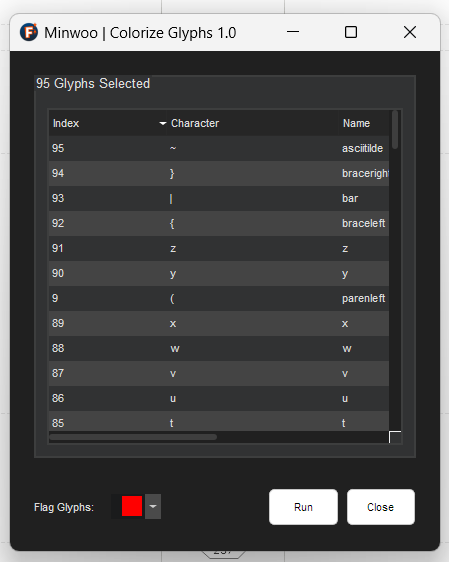 Minwoo | Colorize Glyphs 1.0
95 Glyphs Selected
Index Character Name
95 ~ asciitilde
94 } braceright
93 | bar
92 { braceleft
91 z z
90 y y
9 ( parenleft
89 x x
88 w w
87 v v
86 u u
85 t t
Flag Glyphs: Run Close